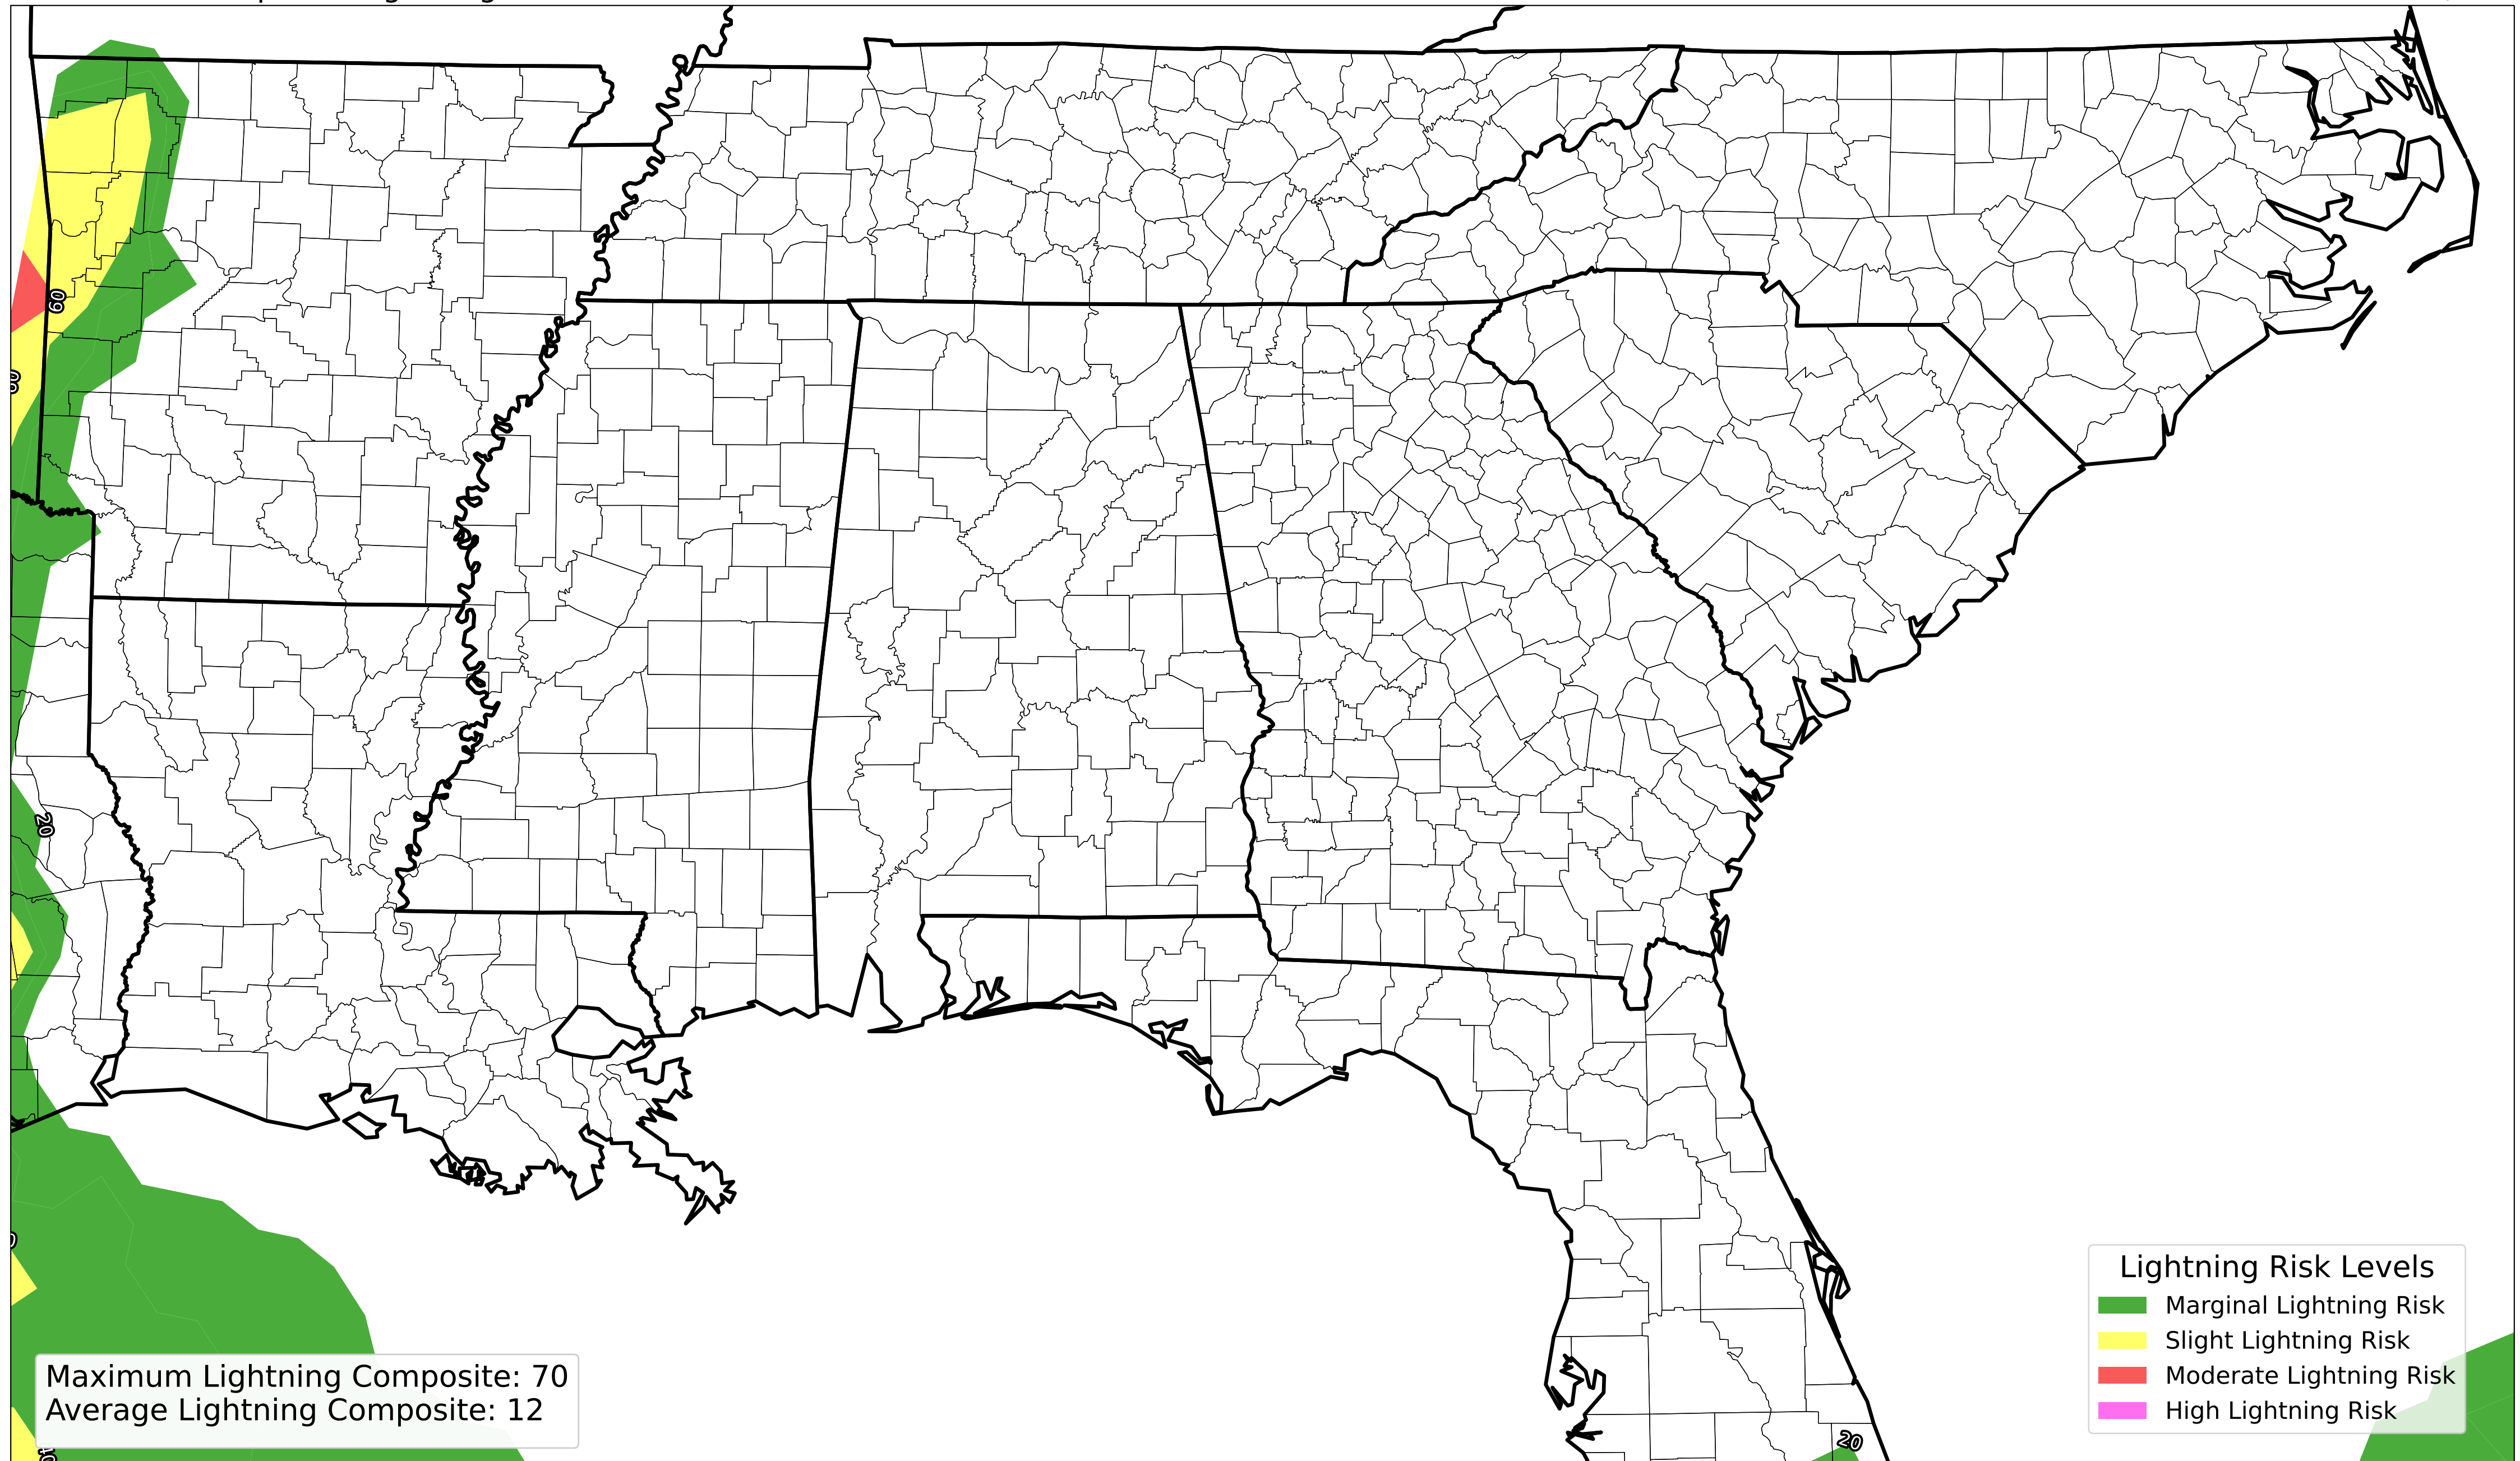 60
20
Lightning Risk Levels
Marginal Lightning Risk
Slight Lightning Risk
Moderate Lightning Risk
High Lightning Risk
Maximum Lightning Composite: 70
Average Lightning Composite: 12
20